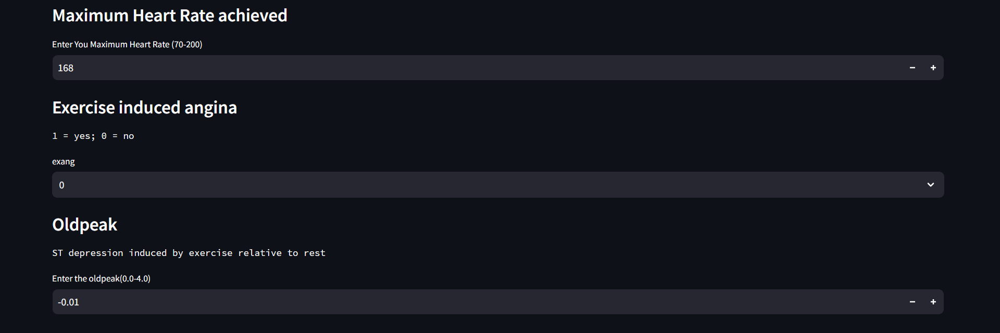 Maximum Heart Rate achieved
Enter You Maximum Heart Rate (70-200)
168
Exercise induced angina
1 = yes; 0 = no
exang
0
Oldpeak
ST depression induced by exercise relative to rest
Enter the oldpeak(0.0-4.0)
-0.01